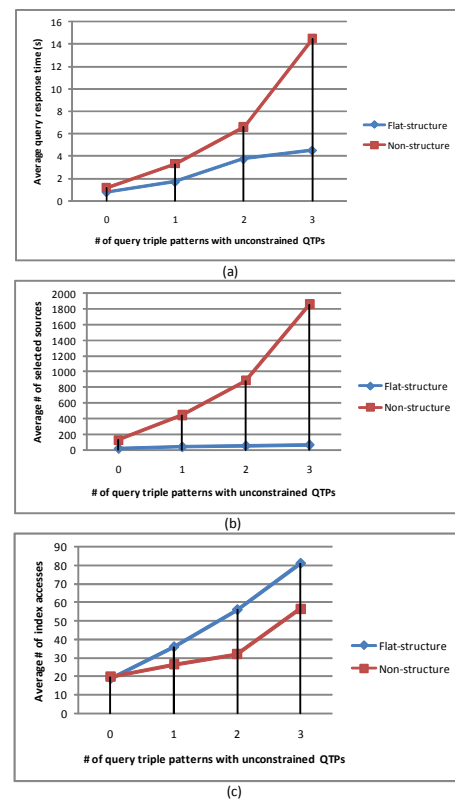 16
14
12
10
8
6
4
2
0
Average query response time (s)
0 1 2 3
# of query triple patterns with unconstrained QTPs
Flat-structure
Non-structure
(a)
2000
1800
1600
1400
1200
1000
800
600
400
200
0
Average # of selected sources
0 1 2 3
# of query triple patterns with unconstrained QTPs
Flat-structure
Non-structure
(b)
90
80
70
60
50
40
30
20
10
0
Average # of index accesses
0 1 2 3
# of query triple patterns with unconstrained QTPs
Flat-structure
Non-structure
(c)